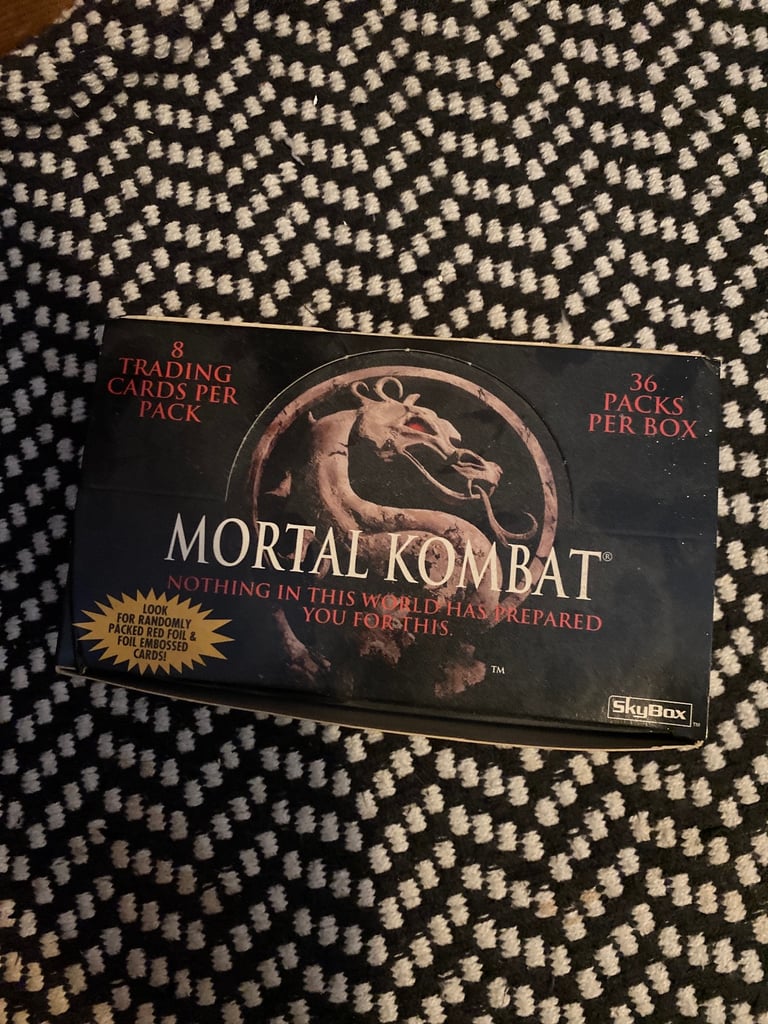 8
TRADING
CARDS PER
PACK
36
PACKS
PER BOX
MORTAL KOMBAT®
NOTHING IN THIS WORLD HAS PREPARED
YOU FOR THIS.
LOOK
FOR RANDOMLY
PACKED RED FOIL &
FOIL EMBOSSED
CARDS!
TM
SkyBox TM